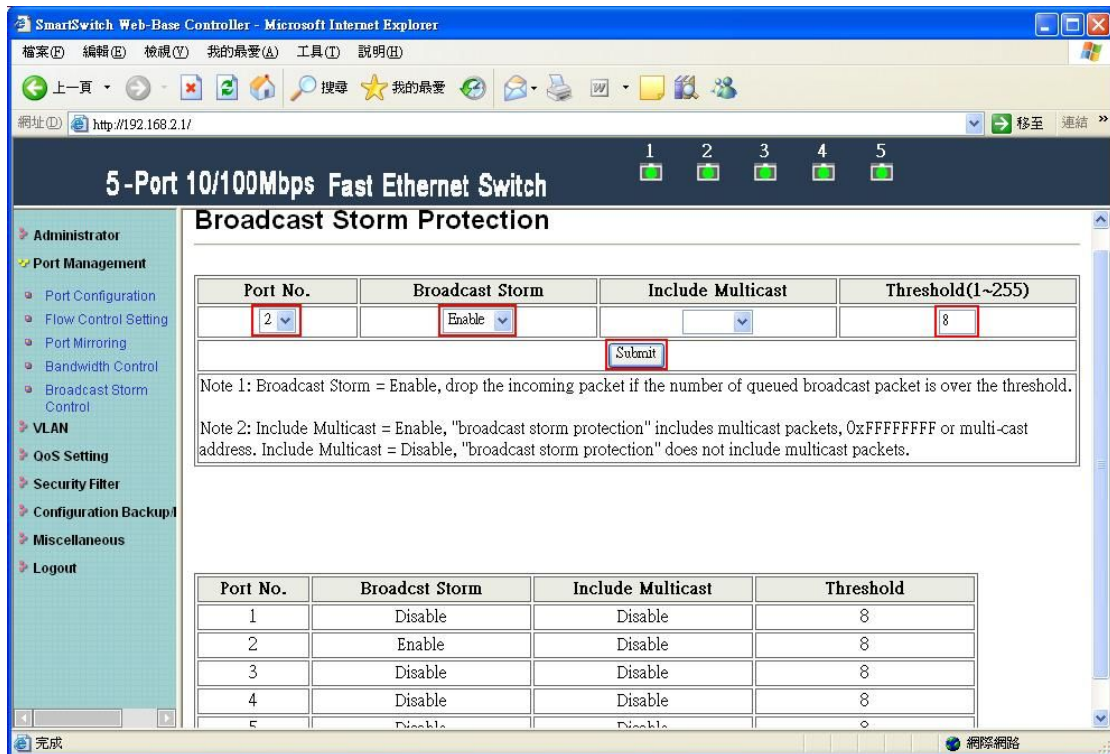 SmartSwitch Web-Base Controller - Microsoft Internet Explorer
檔案(F) 編輯(E) 檢視(V) 我的最愛(A) 工具(T) 說明(H)
上一頁 搜尋 我的最愛
網址(D) http://192.168.2.1/ 移至 連結 »
1 2 3 4 5
5-Port 10/100Mbps Fast Ethernet Switch
Administrator
Port Management
Port Configuration
Flow Control Setting
Port Mirroring
Bandwidth Control
Broadcast Storm
Control
VLAN
QoS Setting
Security Filter
Configuration Backup/
Miscellaneous
Logout
Broadcast Storm Protection
Port No. Broadcast Storm Include Multicast Threshold(1~255)
2 Enable 8
Submit
Note 1: Broadcast Storm = Enable, drop the incoming packet if the number of queued broadcast packet is over the threshold.
Note 2: Include Multicast = Enable, "broadcast storm protection" includes multicast packets, 0xFFFFFFFF or multi-cast
address. Include Multicast = Disable, "broadcast storm protection" does not include multicast packets.
Port No. Broadcst Storm Include Multicast Threshold
1 Disable Disable 8
2 Enable Disable 8
3 Disable Disable 8
4 Disable Disable 8
5 Disable Disable 8
完成 網際網路